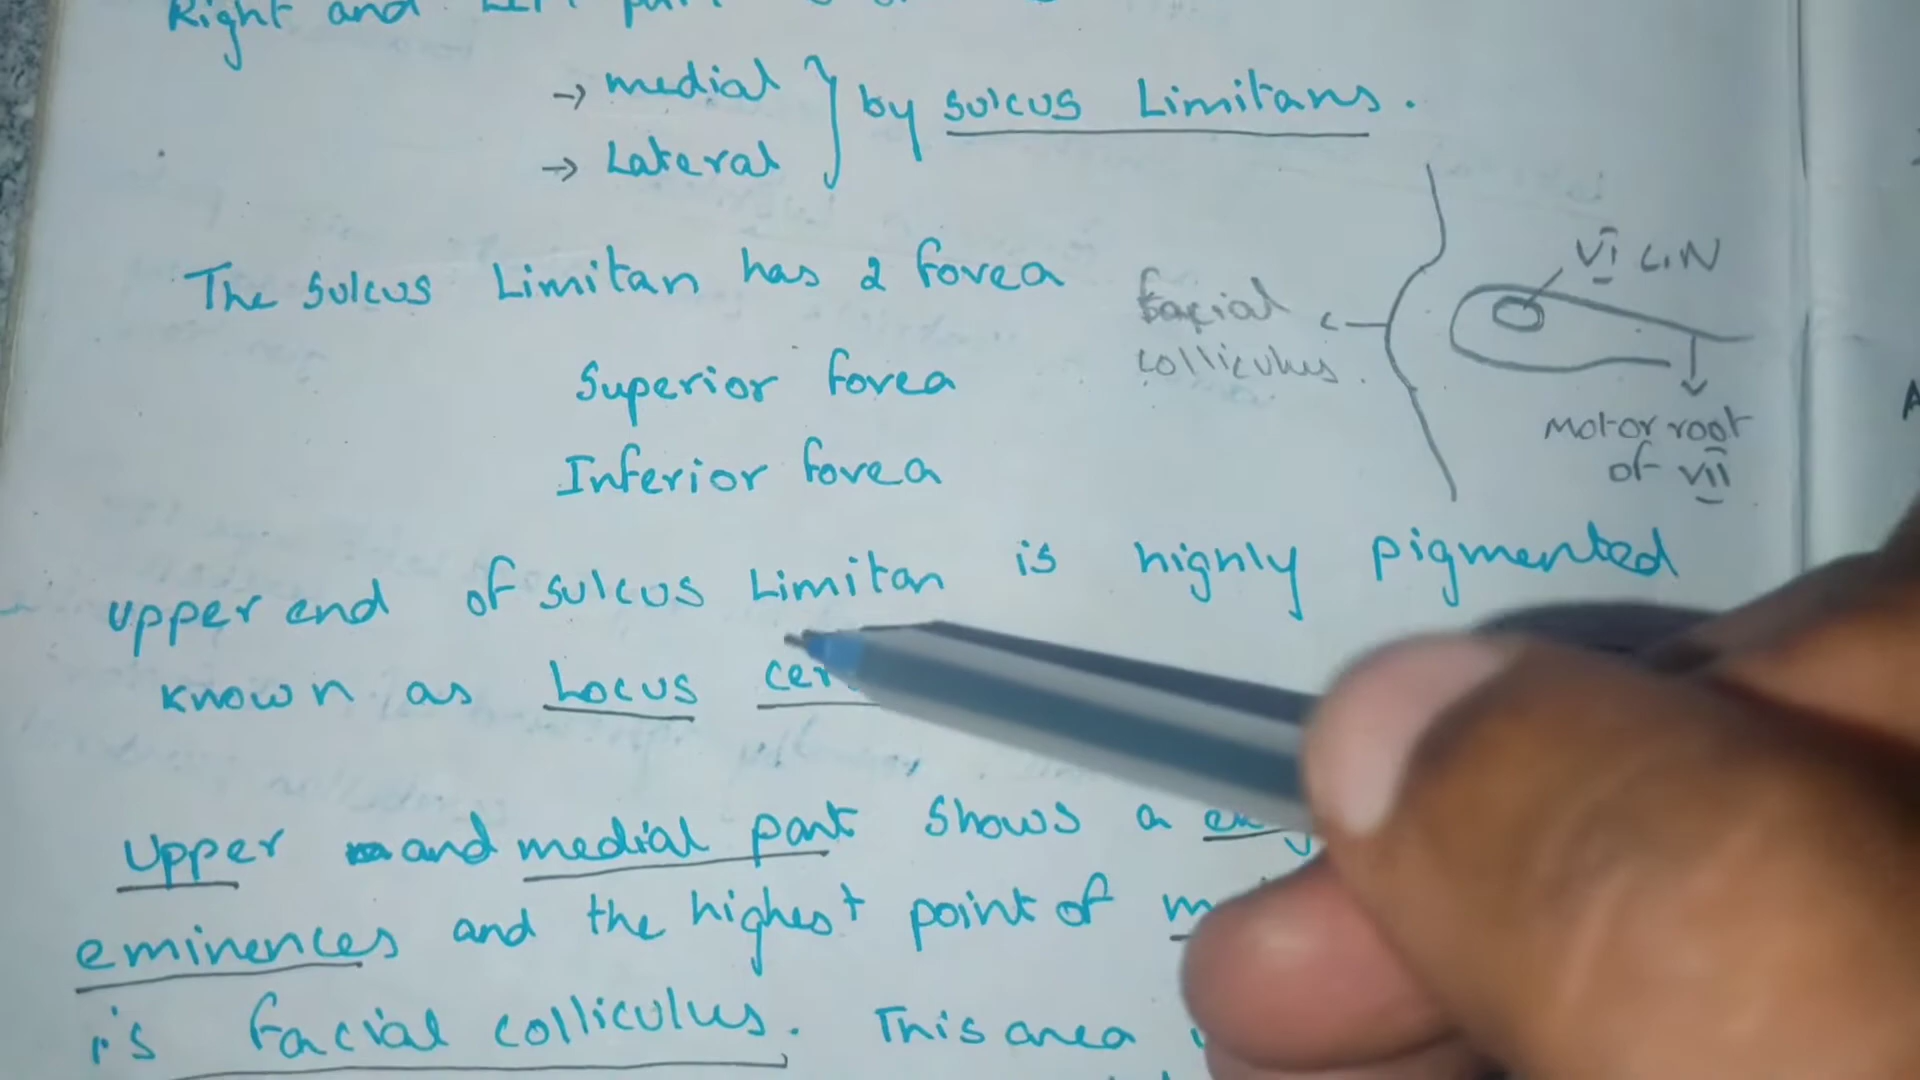 Right and
→ medial
→ Lateral
by sulcus Limitans.
The sulcus Limitan has 2 fovea
Superior fovea
Inferior fovea
facial
colliculus.
VI C.N
Motor root
of VII
upper end of sulcus Limitan is highly pigmented
known as Locus
Upper and medial part shows a
eminences and the highest point of
is facial colliculus. This area